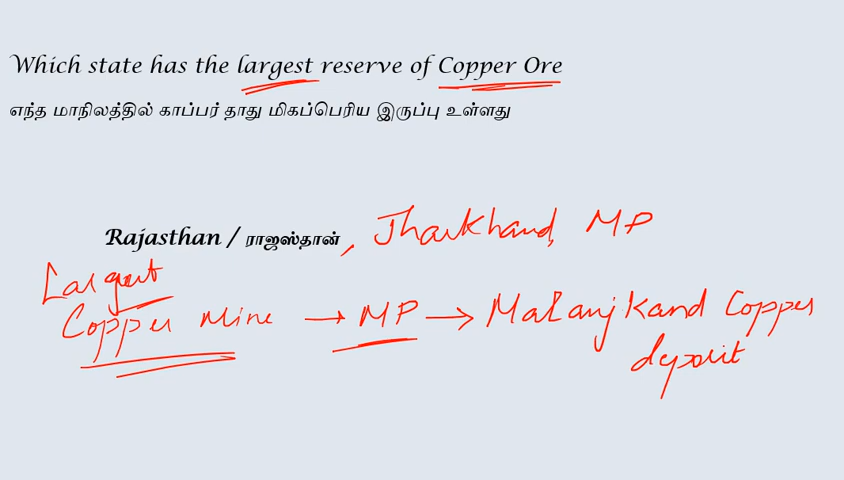 Which state has the largest reserve of Copper Ore
எந்த மாநிலத்தில் காப்பர் தாது மிகப்பெரிய இருப்பு உள்ளது
Rajasthan / ராஜஸ்தான் , Jharkhand, MP
Largest
Copper Mine → MP → Malanjkand Copper
deposit